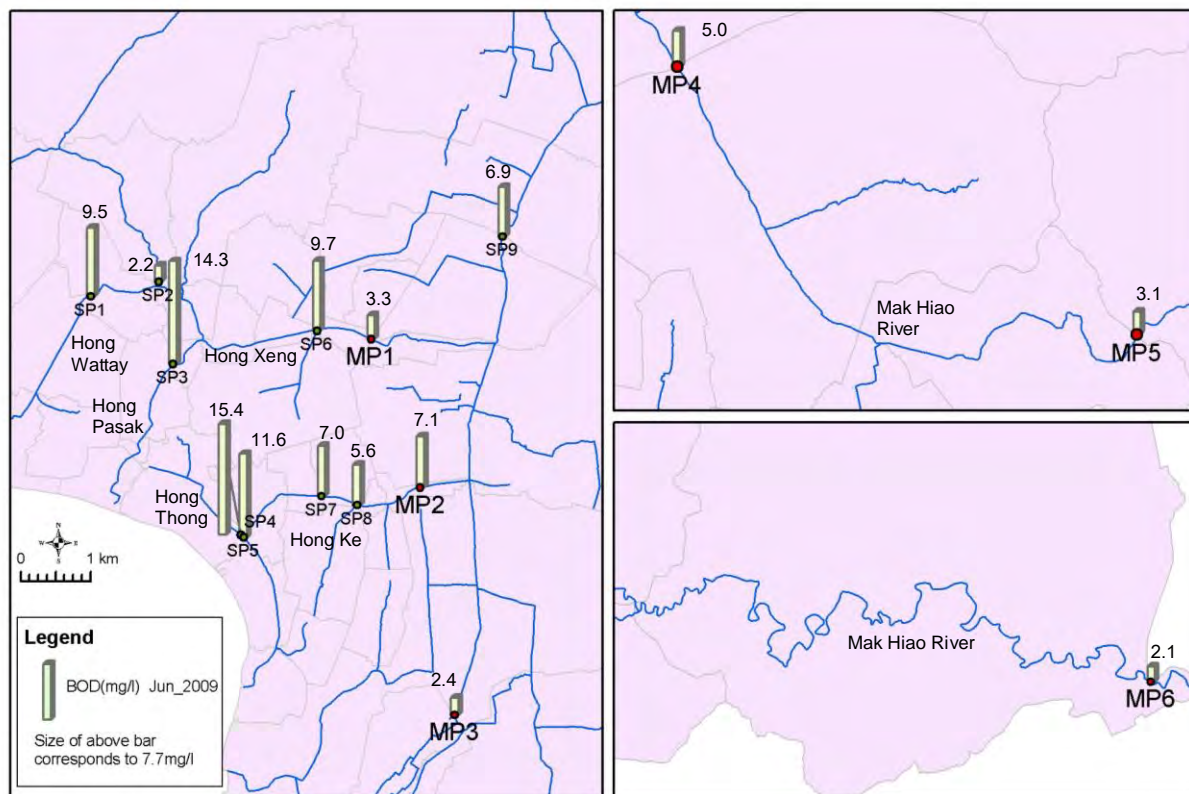 5.0
MP4
6.9
9.5
SP9
9.7
2.2
14.3
SP2
SP1
3.3
Mak Hiao
River
3.1
SP6
MP1
MP5
Hong
Wattay
Hong Xeng
SP3
Hong
Pasak
15.4
11.6
7.0
7.1
5.6
Hong
Thong
SP7
MP2
SP8
SP4
SP5
Hong Ke
N
W
E
S
0 1 km
Legend
BOD(mg/l) Jun_2009
Size of above bar
corresponds to 7.7mg/l
2.4
MP3
Mak Hiao River
2.1
MP6